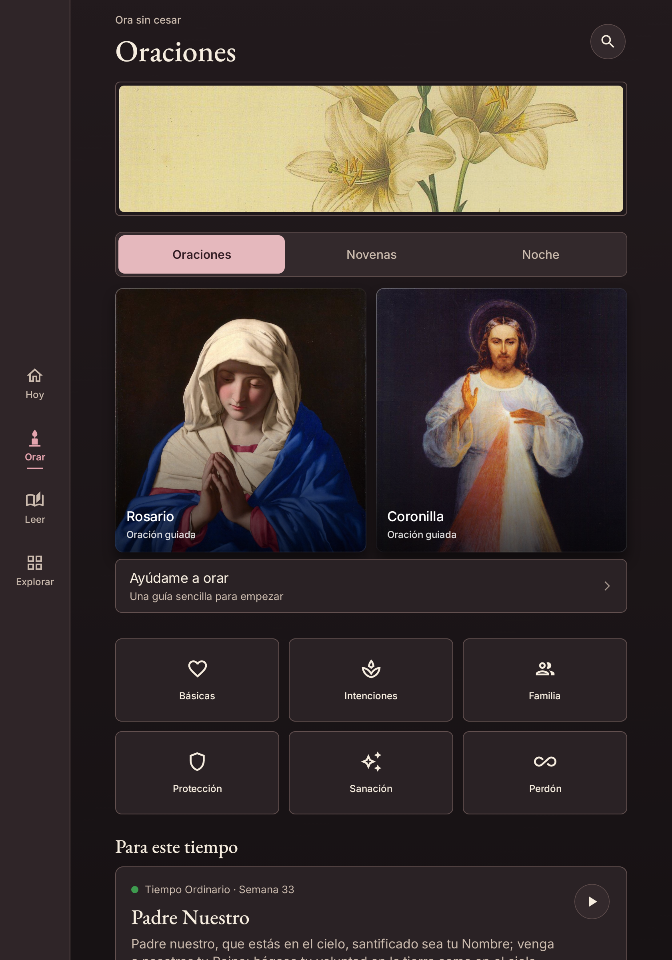 Ora sin cesar
Oraciones
Oraciones
Novenas
Noche
Hoy
Orar
Leer
Explorar
Rosario
Oración guiada
Coronilla
Oración guiada
Ayúdame a orar
Una guía sencilla para empezar
Básicas
Intenciones
Familia
Protección
Sanación
Perdón
Para este tiempo
Tiempo Ordinario · Semana 33
Padre Nuestro
Padre nuestro, que estás en el cielo, santificado sea tu Nombre; venga